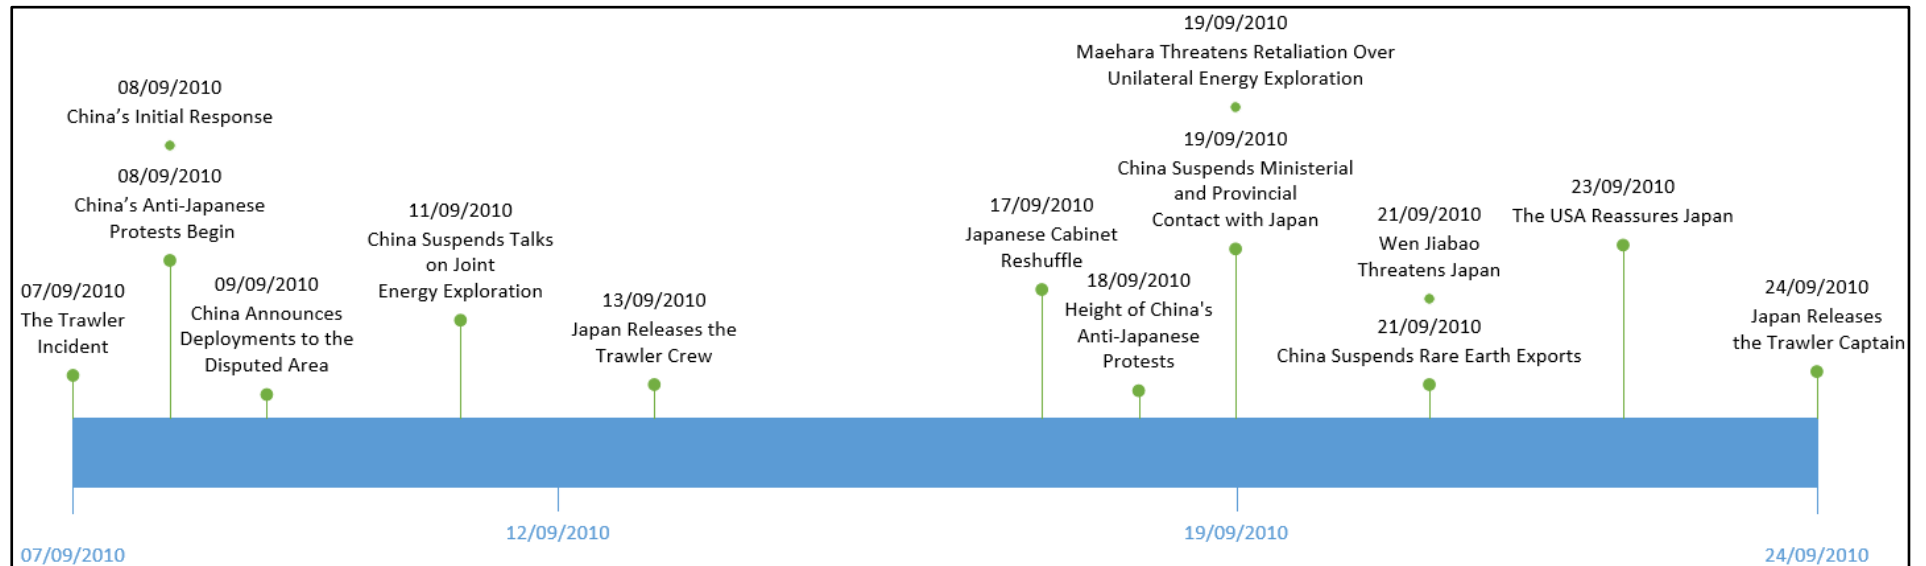 07/09/2010
The Trawler
Incident
08/09/2010
China’s Initial Response
08/09/2010
China’s Anti-Japanese
Protests Begin
09/09/2010
China Announces
Deployments to the
Disputed Area
11/09/2010
China Suspends Talks
on Joint
Energy Exploration
13/09/2010
Japan Releases the
Trawler Crew
17/09/2010
Japanese Cabinet
Reshuffle
18/09/2010
Height of China's
Anti-Japanese
Protests
19/09/2010
Maehara Threatens Retaliation Over
Unilateral Energy Exploration
19/09/2010
China Suspends Ministerial
and Provincial
Contact with Japan
21/09/2010
Wen Jiabao
Threatens Japan
21/09/2010
China Suspends Rare Earth Exports
23/09/2010
The USA Reassures Japan
24/09/2010
Japan Releases
the Trawler Captain
07/09/2010
12/09/2010
19/09/2010
24/09/2010